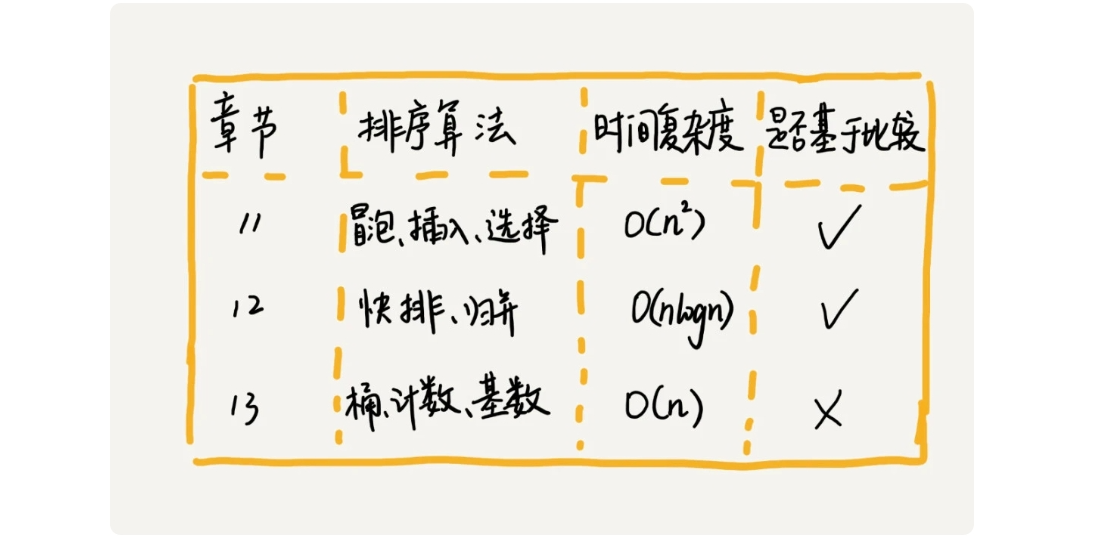 章节 排序算法 时间复杂度 是否基于比较
11 冒泡、插入、选择 O(n²) ✓
12 快排、归并 O(nlogn) ✓
13 桶、计数、基数 O(n) ×